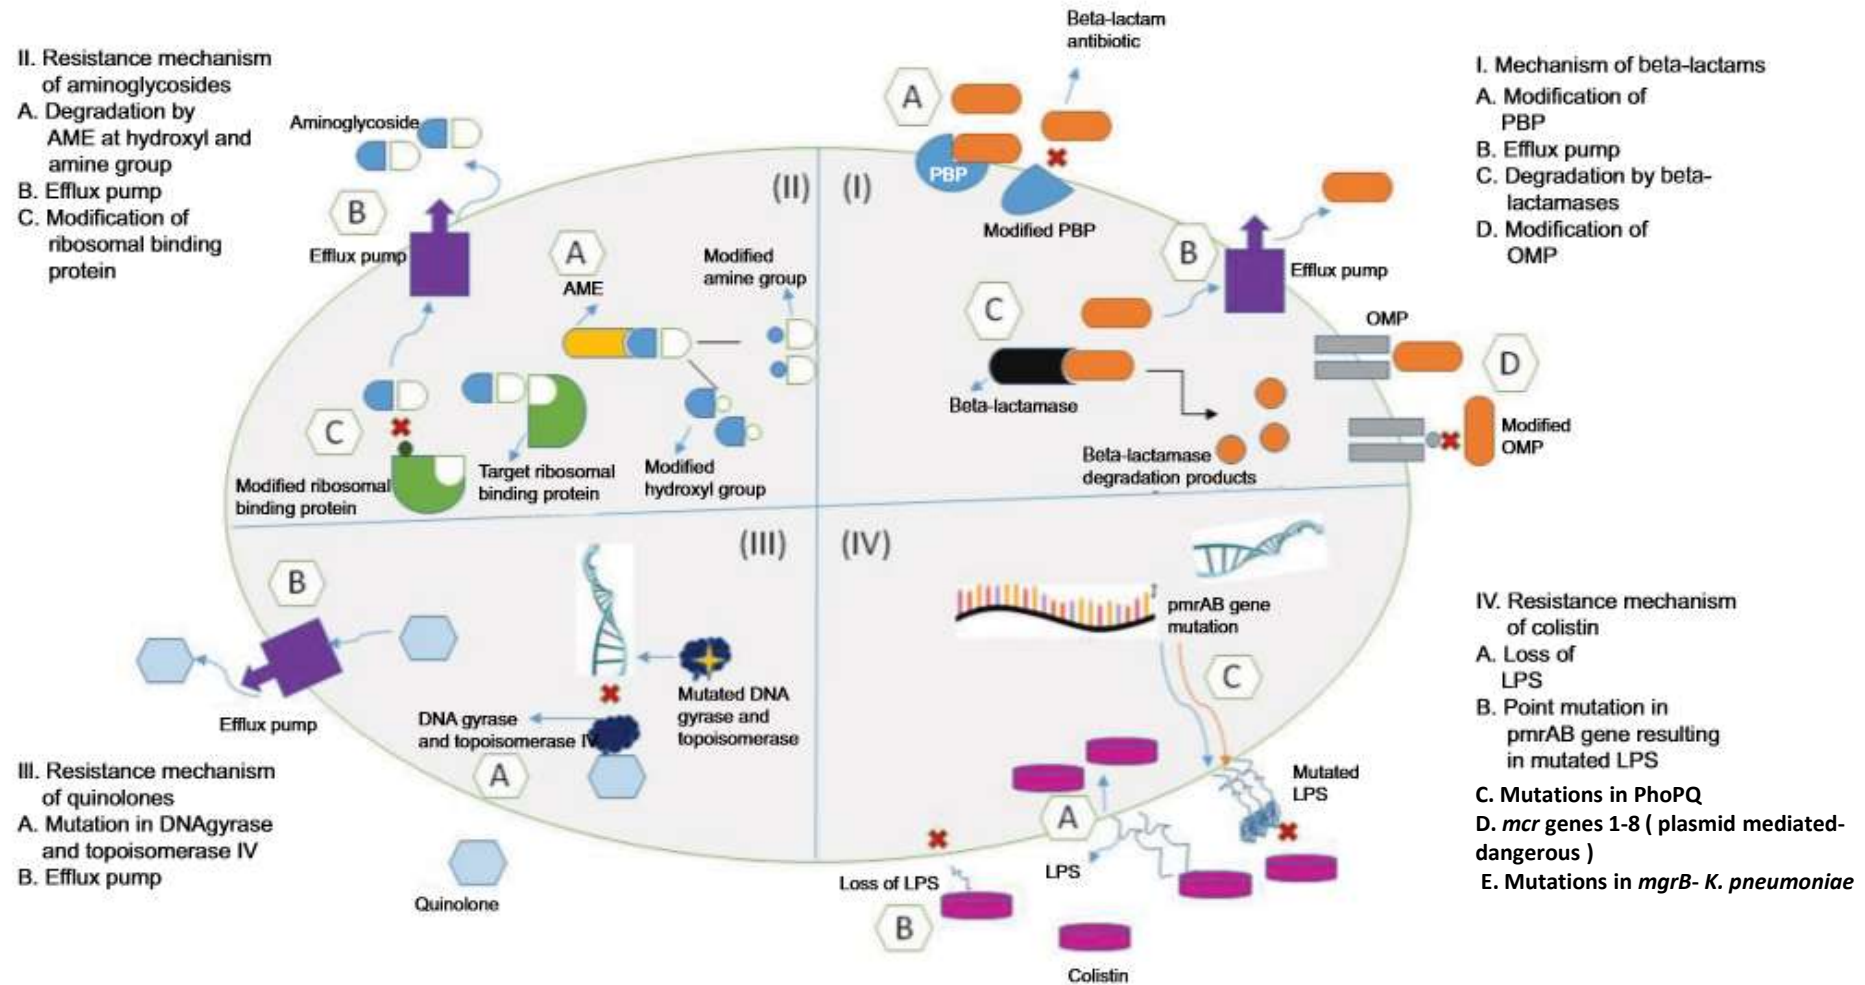 II. Resistance mechanism
of aminoglycosides
A. Degradation by
AME at hydroxyl and
amine group
B. Efflux pump
C. Modification of
ribosomal binding
protein
Aminoglycoside
B
Efflux pump
(II)
A
AME
Modified
amine group
C
Modified ribosomal
binding protein
Target ribosomal
binding protein
Modified
hydroxyl group
Beta-lactam
antibiotic
A
PBP
(I)
Modified PBP
B
Efflux pump
C
Beta-lactamase
Beta-lactamase
degradation products
OMP
D
Modified
OMP
I. Mechanism of beta-lactams
A. Modification of
PBP
B. Efflux pump
C. Degradation by beta-
lactamases
D. Modification of
OMP
(III)
B
Efflux pump
Mutated DNA
gyrase and
topoisomerase
DNA gyrase
and topoisomerase IV
A
Quinolone
III. Resistance mechanism
of quinolones
A. Mutation in DNAgyrase
and topoisomerase IV
B. Efflux pump
(IV)
pmrAB gene
mutation
C
Mutated
LPS
A
LPS
Loss of LPS
B
Colistin
IV. Resistance mechanism
of colistin
A. Loss of
LPS
B. Point mutation in
pmrAB gene resulting
in mutated LPS
C. Mutations in PhoPQ
D. mcr genes 1-8 ( plasmid mediated-
dangerous )
E. Mutations in mgrB- K. pneumoniae